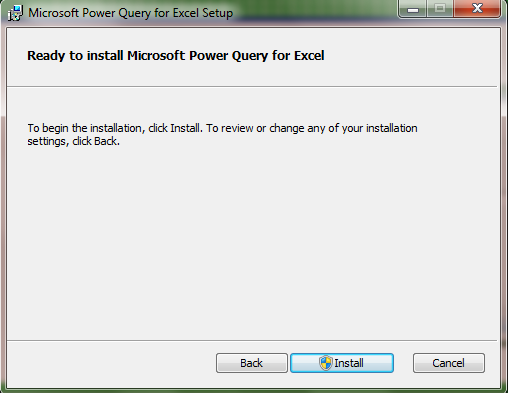 Microsoft Power Query for Excel Setup
Ready to install Microsoft Power Query for Excel
To begin the installation, click Install. To review or change any of your installation
settings, click Back.
Back
Install
Cancel